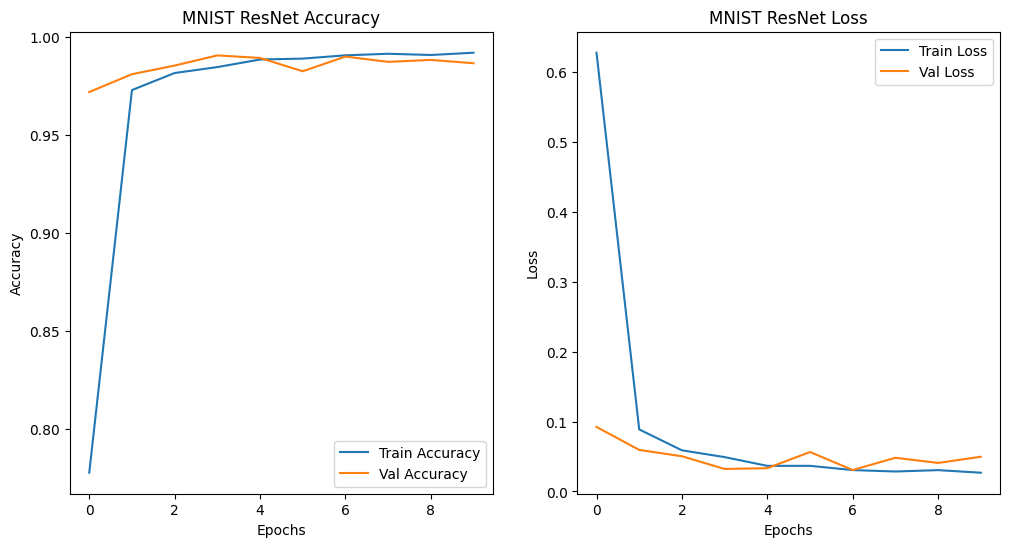 MNIST ResNet Accuracy
1.00
0.95
0.90
0.85
0.80
Accuracy
Train Accuracy
Val Accuracy
0 2 4 6 8
Epochs
MNIST ResNet Loss
Train Loss
Val Loss
0.6
0.5
0.4
0.3
0.2
0.1
0.0
Loss
0 2 4 6 8
Epochs